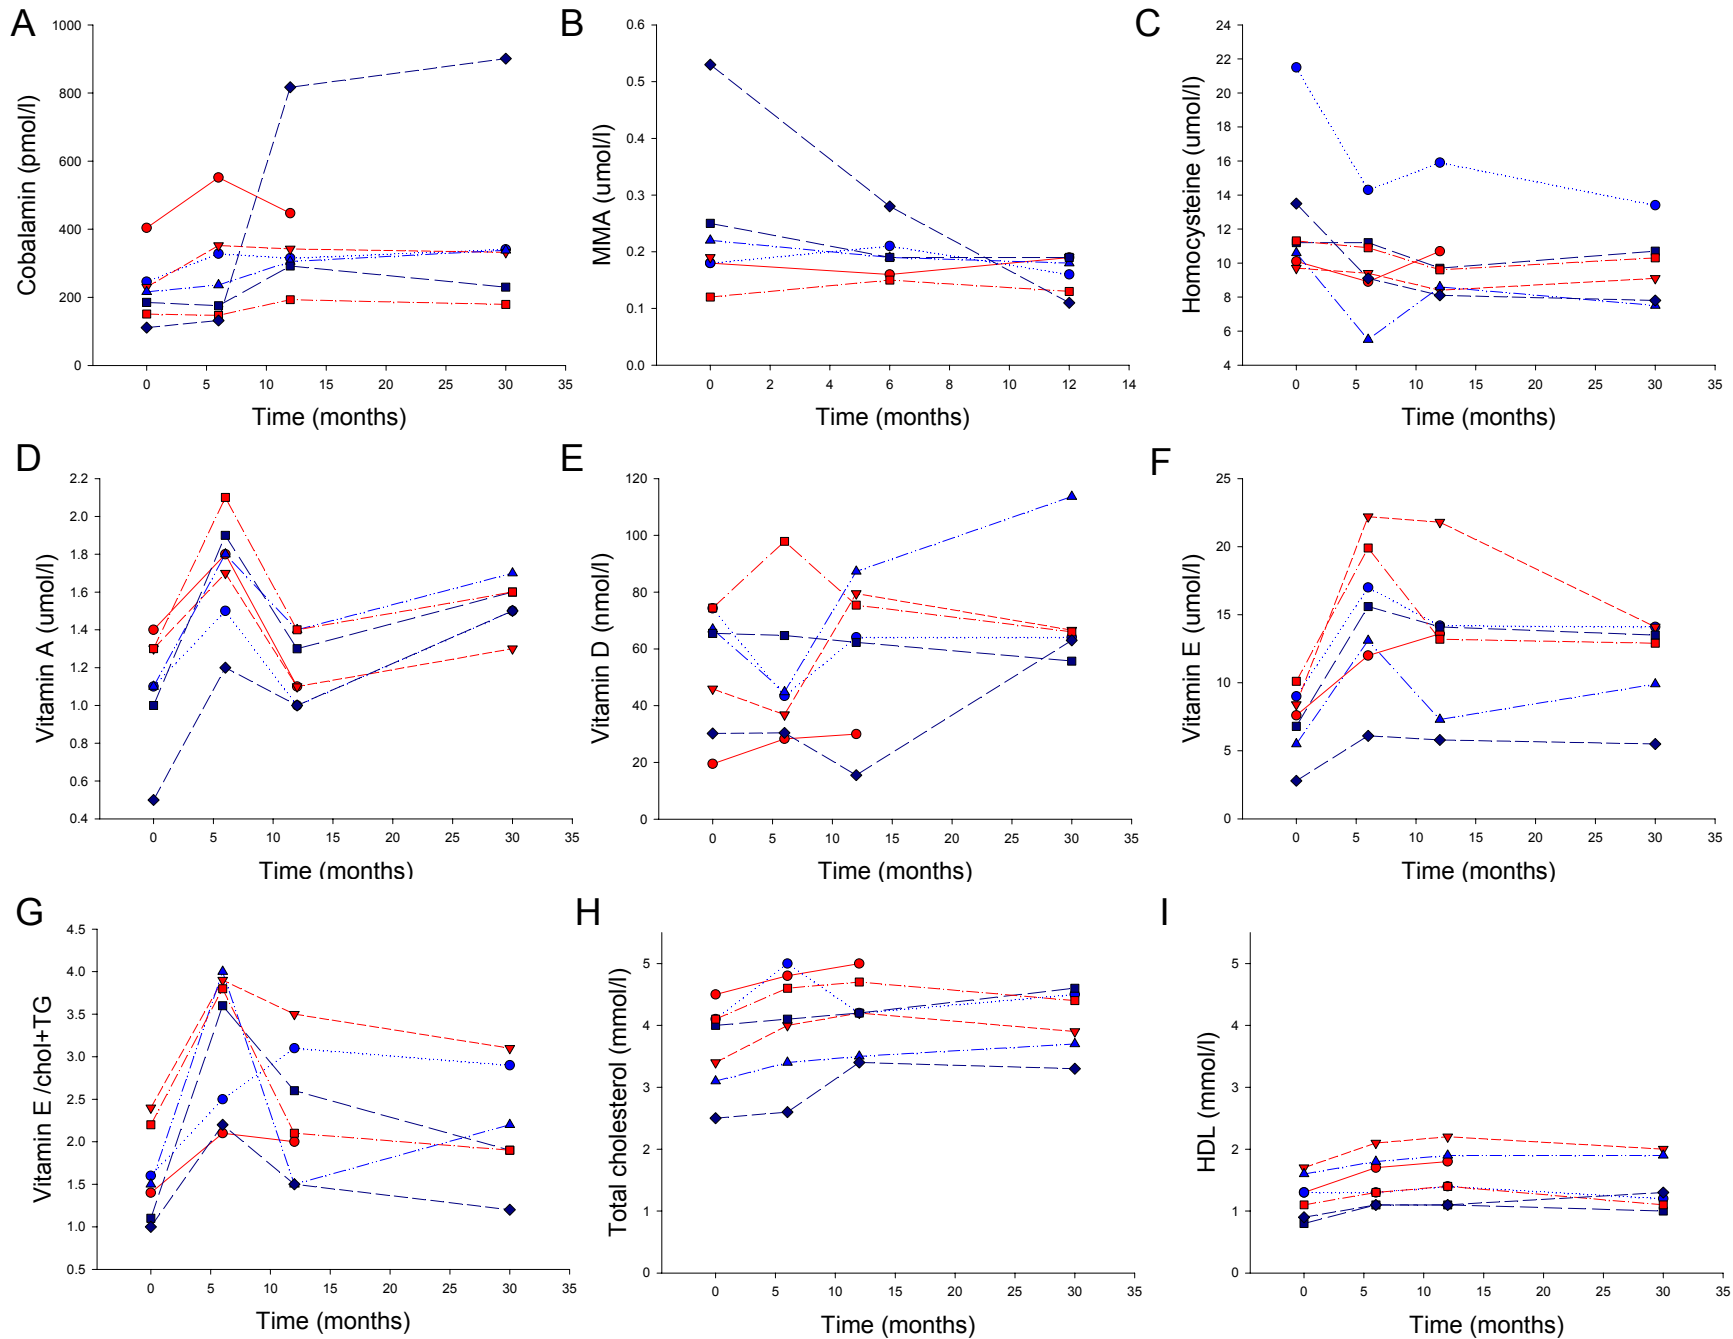 A
Cobalamin (pmol/l)
1000
800
600
400
200
0
0 5 10 15 20 25 30 35
Time (months)
B
MMA (umol/l)
0.6
0.5
0.4
0.3
0.2
0.1
0.0
0 2 4 6 8 10 12 14
Time (months)
C
Homocysteine (umol/l)
24
22
20
18
16
14
12
10
8
6
4
0 5 10 15 20 25 30 35
Time (months)
D
Vitamin A (umol/l)
2.2
2.0
1.8
1.6
1.4
1.2
1.0
0.8
0.6
0.4
0 5 10 15 20 25 30 35
Time (months)
E
Vitamin D (nmol/l)
120
100
80
60
40
20
0
0 5 10 15 20 25 30 35
Time (months)
F
Vitamin E (umol/l)
25
20
15
10
5
0
0 5 10 15 20 25 30 35
Time (months)
G
Vitamin E /chol+TG
4.5
4.0
3.5
3.0
2.5
2.0
1.5
1.0
0.5
0 5 10 15 20 25 30 35
Time (months)
H
Total cholesterol (mmol/l)
5
4
3
2
1
0
0 5 10 15 20 25 30 35
Time (months)
I
HDL (mmol/l)
5
4
3
2
1
0
0 5 10 15 20 25 30 35
Time (months)